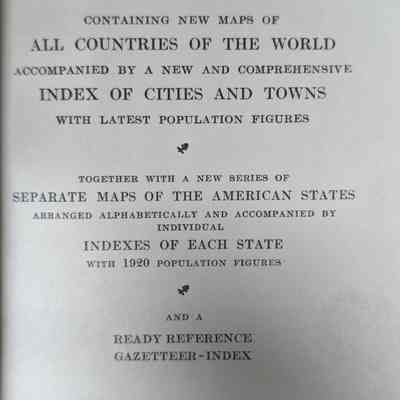 CONTAINING NEW MAPS OF
ALL COUNTRIES OF THE WORLD
ACCOMPANIED BY A NEW AND COMPREHENSIVE
INDEX OF CITIES AND TOWNS
WITH LATEST POPULATION FIGURES
TOGETHER WITH A NEW SERIES OF
SEPARATE MAPS OF THE AMERICAN STATES
ARRANGED ALPHABETICALLY AND ACCOMPANIED BY
INDIVIDUAL
INDEXES OF EACH STATE
WITH 1920 POPULATION FIGURES
AND A
READY REFERENCE
GAZETTEER-INDEX